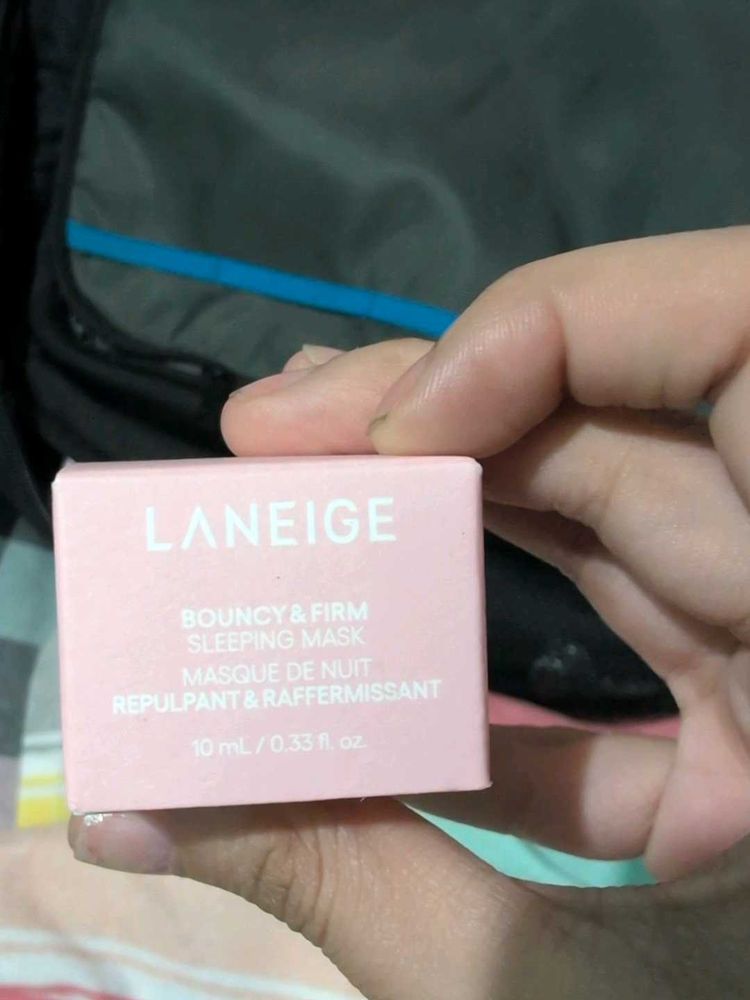 LANEIGE
BOUNCY & FIRM
SLEEPING MASK
MASQUE DE NUIT
REPULPANT & RAFFERMISSANT
10 mL / 0.33 fl. oz.